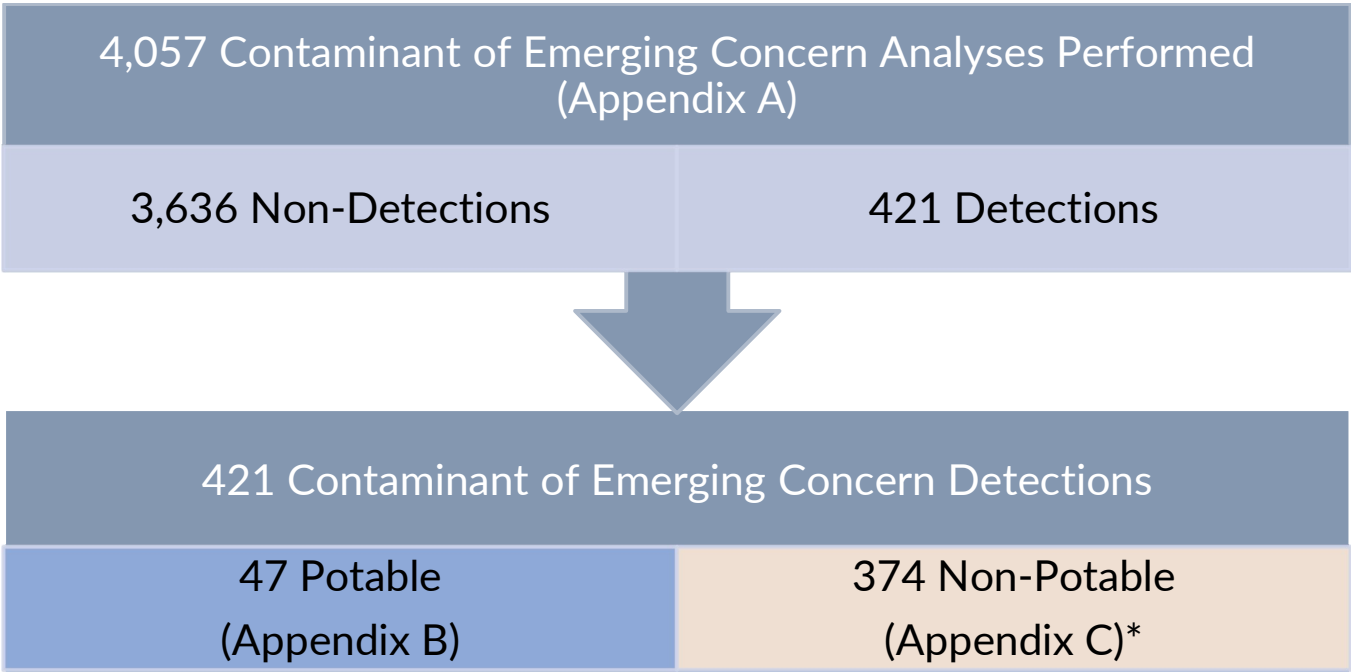 4,057 Contaminant of Emerging Concern Analyses Performed
(Appendix A)
3,636 Non-Detections
421 Detections
421 Contaminant of Emerging Concern Detections
47 Potable
(Appendix B)
374 Non-Potable
(Appendix C)*